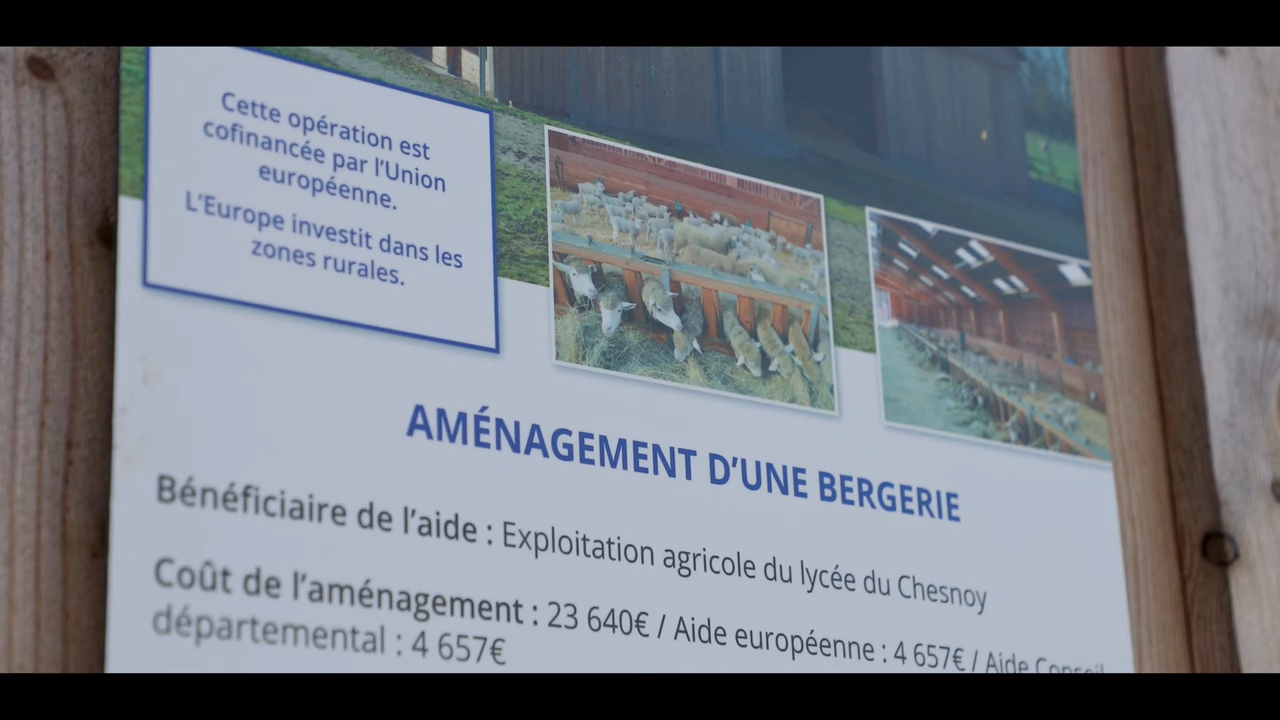 Cette opération est
cofinancée par l'Union
européenne.
L'Europe investit dans les
zones rurales.
AMÉNAGEMENT D'UNE BERGERIE
Bénéficiaire de l'aide : Exploitation agricole du lycée du Chesnoy
Coût de l'aménagement : 23 640€ / Aide européenne : 4 657€ / Aide Conseil
départemental : 4 657€